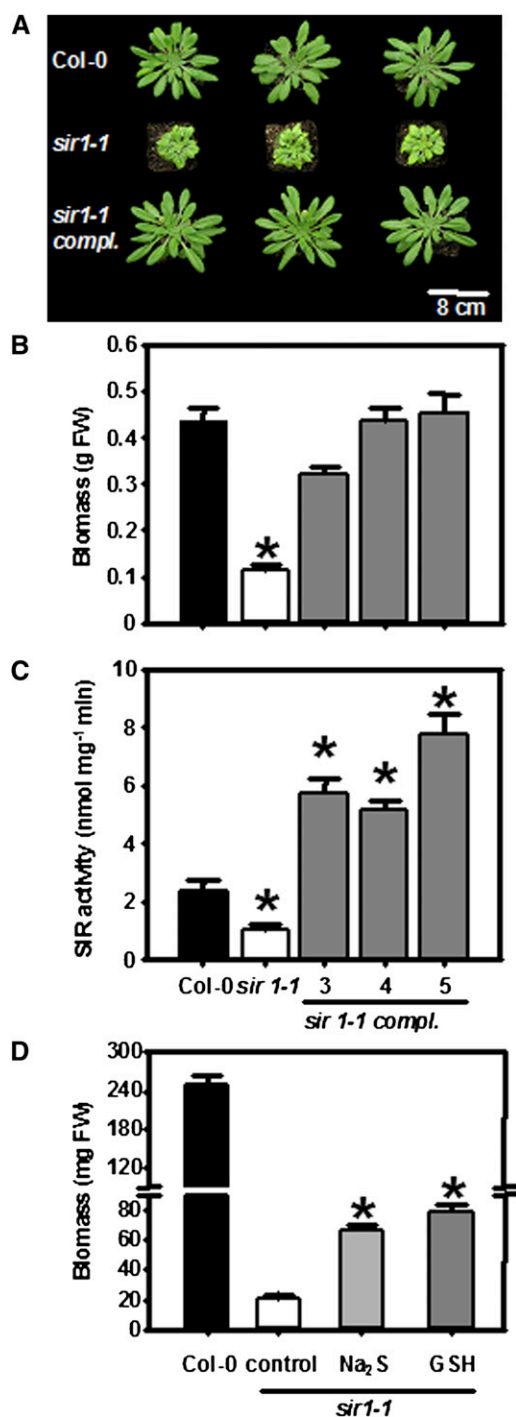 A
Col-0
sir1-1
sir1-1
compl.
8 cm
B
Biomass (g FW)
0.6
0.5
0.4
0.3
0.2
0.1
0
*
C
SIR activity (nmol mg⁻¹ min)
10
8
6
4
2
0
*
*
*
*
Col-0 sir 1-1 3 4 5
sir 1-1 compl.
D
Biomass (mg FW)
300
240
180
120
80
60
40
20
0
*
*
Col-0 control Na₂S GSH
sir1-1